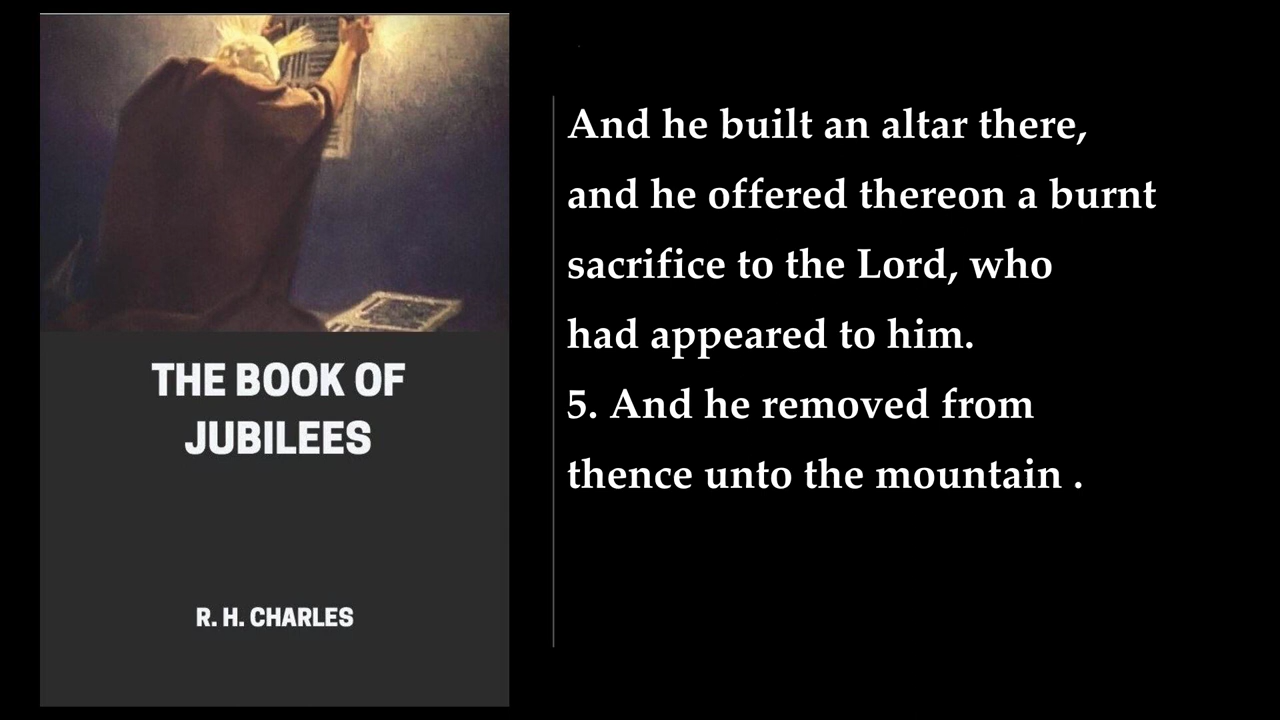 THE BOOK OF
JUBILEES
R. H. CHARLES
And he built an altar there,
and he offered thereon a burnt
sacrifice to the Lord, who
had appeared to him.
5. And he removed from
thence unto the mountain .